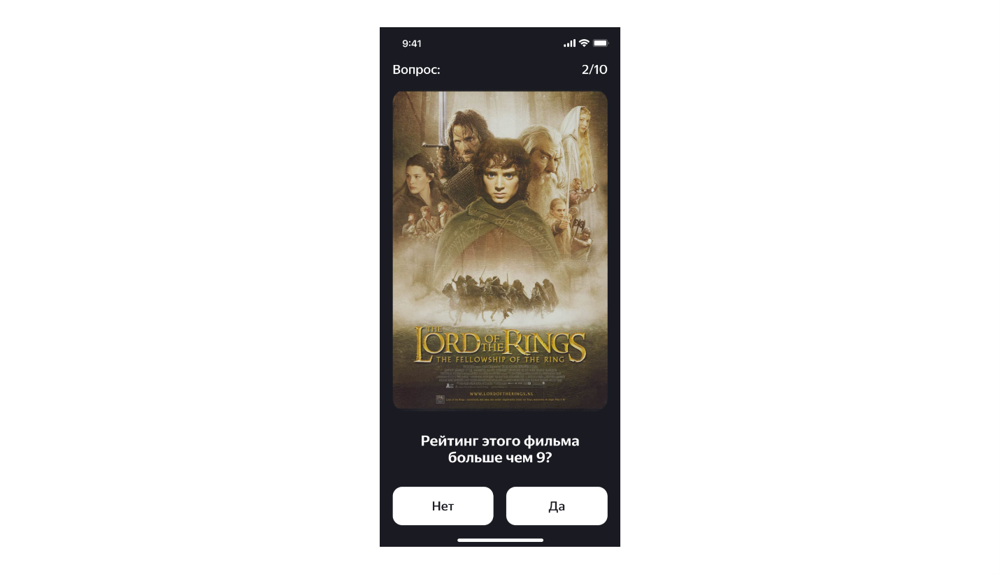 9:41
Вопрос:
2/10
THE
LORD OF THE RINGS
THE FELLOWSHIP OF THE RING
WWW.LORDOFTHERINGS.NL
Рейтинг этого фильма
больше чем 9?
Нет
Да